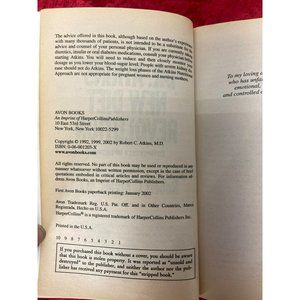 The advice offered in this book, although based on the author's experience
with many thousands of patients, is not intended to be a substitute for the
advice and counsel of your personal physician. If you are currently taking
diuretics, insulin or oral diabetes medications, consult your physician before
starting Atkins. You will need to reduce and then closely monitor your
dosage as you lower your blood-sugar level. People with severe kidney dis-
ease should not do Atkins. The weight loss phases of the Atkins Nutritional
Approach are not appropriate for pregnant women and nursing mothers.
AVON BOOKS
An Imprint of HarperCollinsPublishers
10 East 53rd Street
New York, New York 10022-5299
Copyright © 1992, 1999, 2002 by Robert C. Atkins, M.D.
ISBN: 0-06-001203-X
www.avonbooks.com
All rights reserved. No part of this book may be used or reproduced in any
manner whatsoever without written permission, except in the case of brief
quotations embodied in critical articles and reviews. For information ad-
dress Avon Books, an Imprint of HarperCollins Publishers.
First Avon Books paperback printing: January 2002
Avon Trademark Reg. U.S. Pat. Off. and in Other Countries, Marca
Registrada, Hecho en U.S.A.
HarperCollins® is a registered trademark of HarperCollins Publishers Inc.
Printed in the U.S.A.
10 9 8 7 6 5 4 3 2 1
If you purchased this book without a cover, you should be aware
that this book is stolen property. It was reported as "unsold and
destroyed" to the publisher, and neither the author nor the pub-
lisher has received any payment for this "stripped book."
To my loving
who has unfa
emotional,
and controlled c